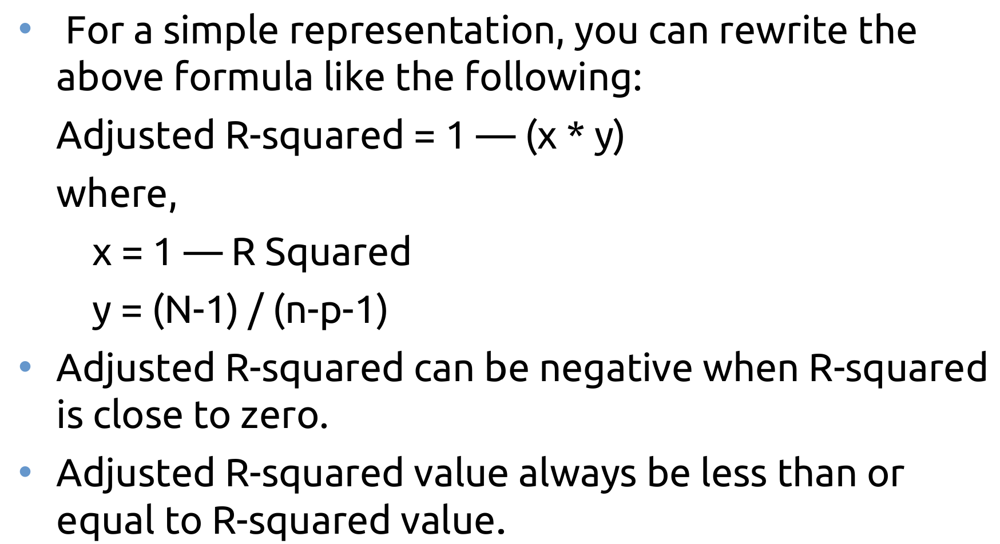 • For a simple representation, you can rewrite the
above formula like the following:
Adjusted R-squared = 1 — (x * y)
where,
x = 1 — R Squared
y = (N-1) / (n-p-1)
• Adjusted R-squared can be negative when R-squared
is close to zero.
• Adjusted R-squared value always be less than or
equal to R-squared value.